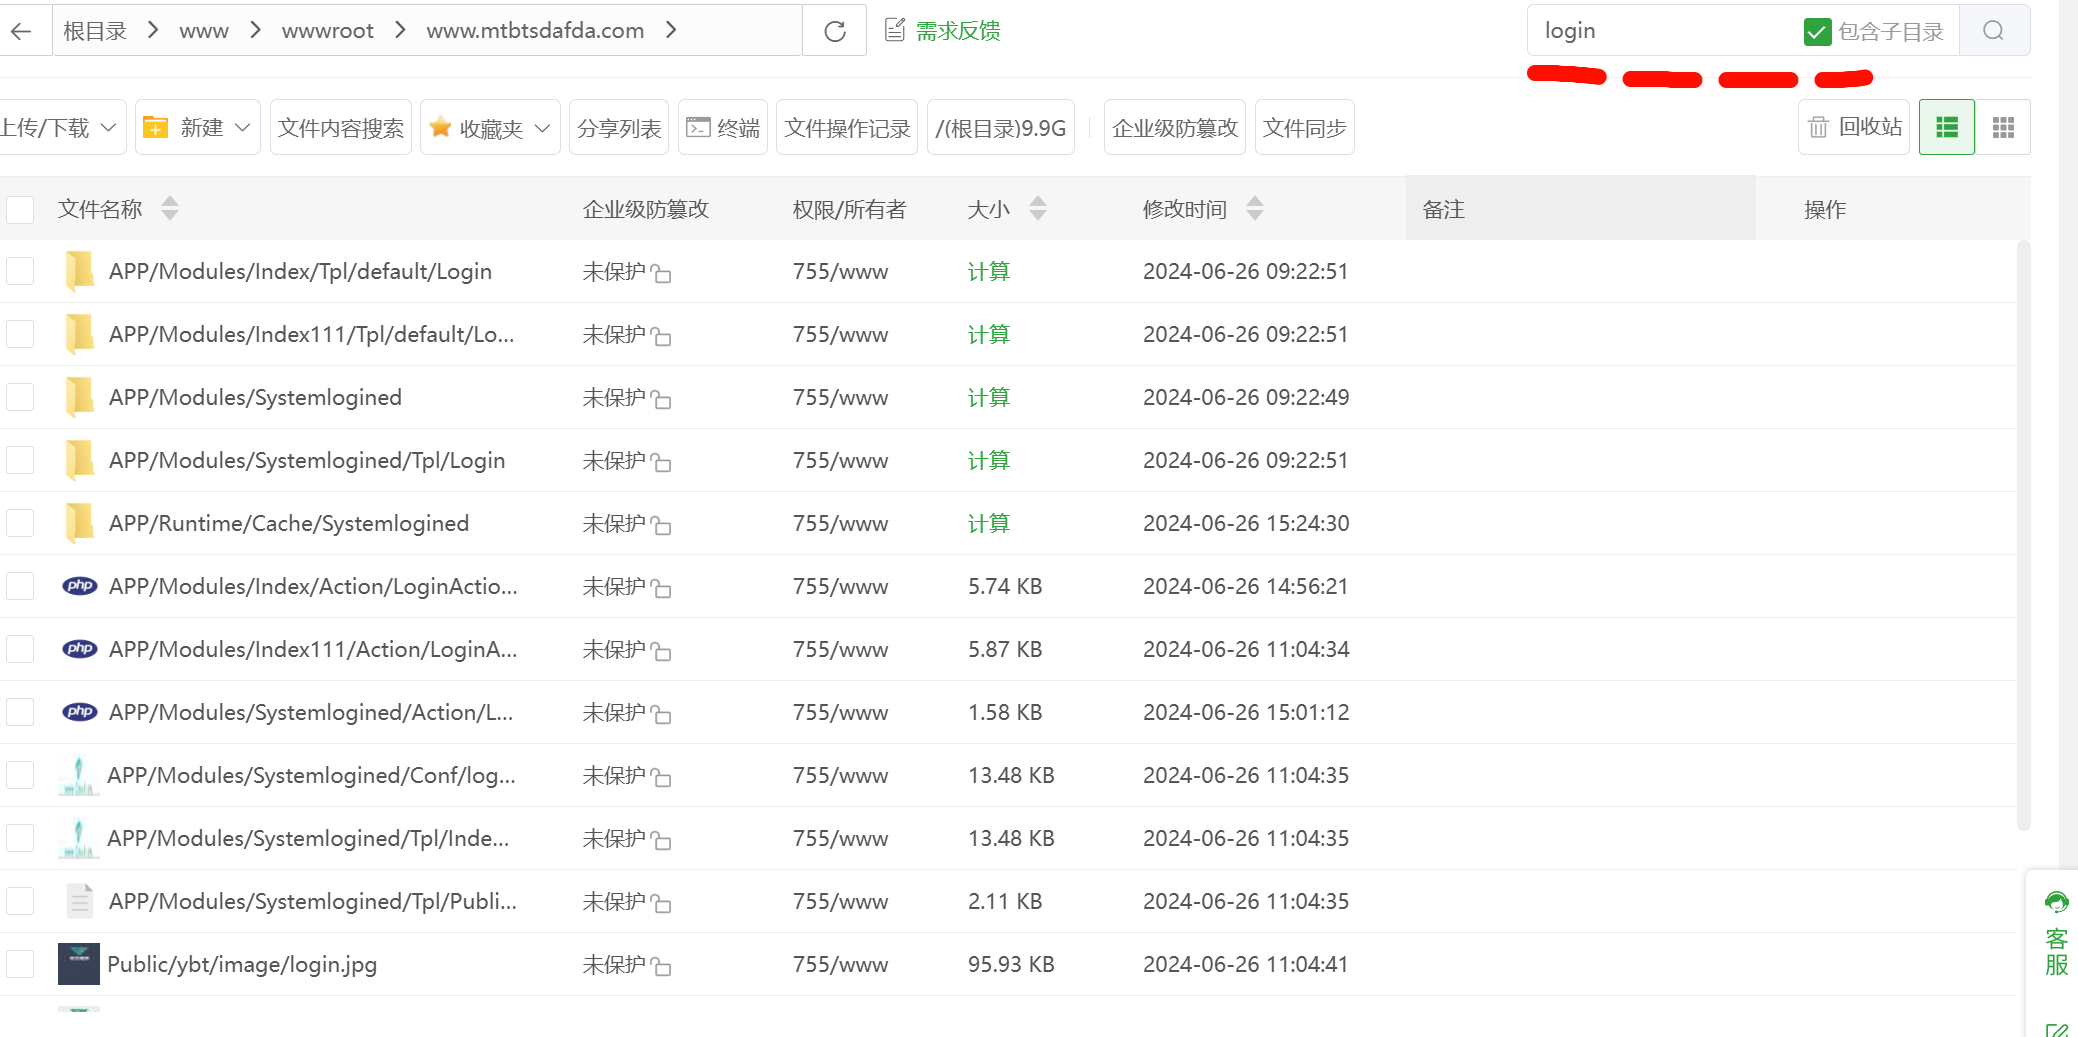 根目录 www wwwroot www.mtbtsdafda.com 需求反馈 login 包含子目录
上传/下载 新建 文件内容搜索 收藏夹 分享列表 终端 文件操作记录 /(根目录)9.9G 企业级防篡改 文件同步 回收站
文件名称 企业级防篡改 权限/所有者 大小 修改时间 备注 操作
APP/Modules/Index/Tpl/default/Login 未保护 755/www 计算 2024-06-26 09:22:51
APP/Modules/Index111/Tpl/default/Lo... 未保护 755/www 计算 2024-06-26 09:22:51
APP/Modules/Systemlogined 未保护 755/www 计算 2024-06-26 09:22:49
APP/Modules/Systemlogined/Tpl/Login 未保护 755/www 计算 2024-06-26 09:22:51
APP/Runtime/Cache/Systemlogined 未保护 755/www 计算 2024-06-26 15:24:30
php APP/Modules/Index/Action/LoginActio... 未保护 755/www 5.74 KB 2024-06-26 14:56:21
php APP/Modules/Index111/Action/LoginA... 未保护 755/www 5.87 KB 2024-06-26 11:04:34
php APP/Modules/Systemlogined/Action/L... 未保护 755/www 1.58 KB 2024-06-26 15:01:12
APP/Modules/Systemlogined/Conf/log... 未保护 755/www 13.48 KB 2024-06-26 11:04:35
APP/Modules/Systemlogined/Tpl/Inde... 未保护 755/www 13.48 KB 2024-06-26 11:04:35
APP/Modules/Systemlogined/Tpl/Publi... 未保护 755/www 2.11 KB 2024-06-26 11:04:35
Public/ybt/image/login.jpg 未保护 755/www 95.93 KB 2024-06-26 11:04:41
客服